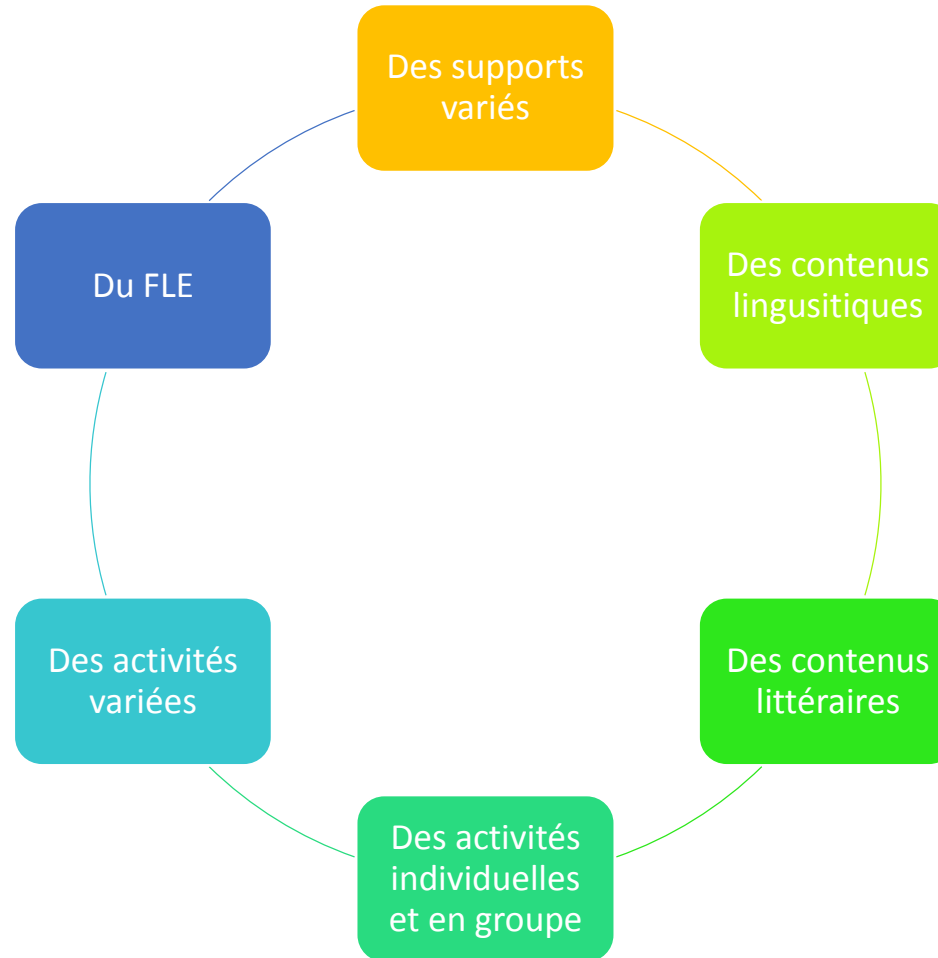 Des supports
variés
Des contenus
lingusitiques
Des contenus
littéraires
Des activités
individuelles
et en groupe
Des activités
variées
Du FLE